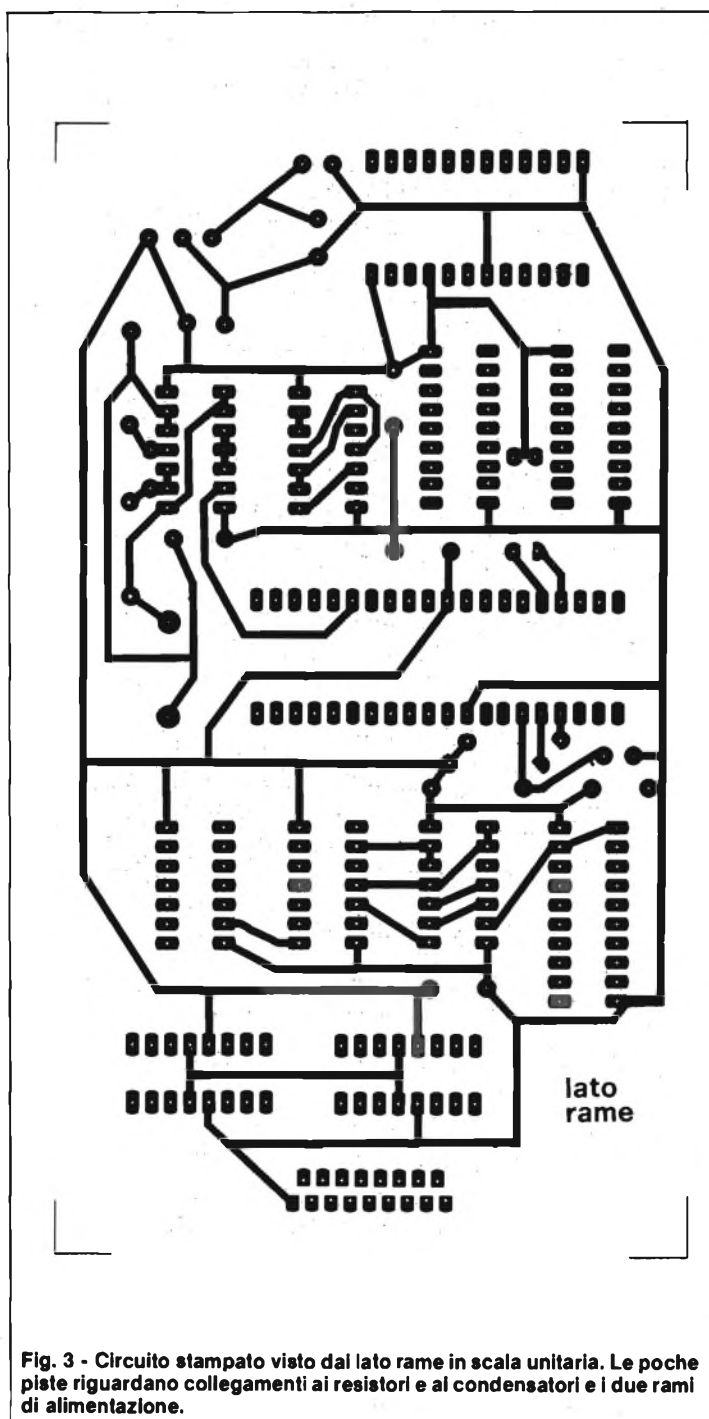 lato
rame
Fig. 3 - Circuito stampato visto dal lato rame in scala unitaria. Le poche
piste riguardano collegamenti ai resistori e ai condensatori e i due rami
di alimentazione.